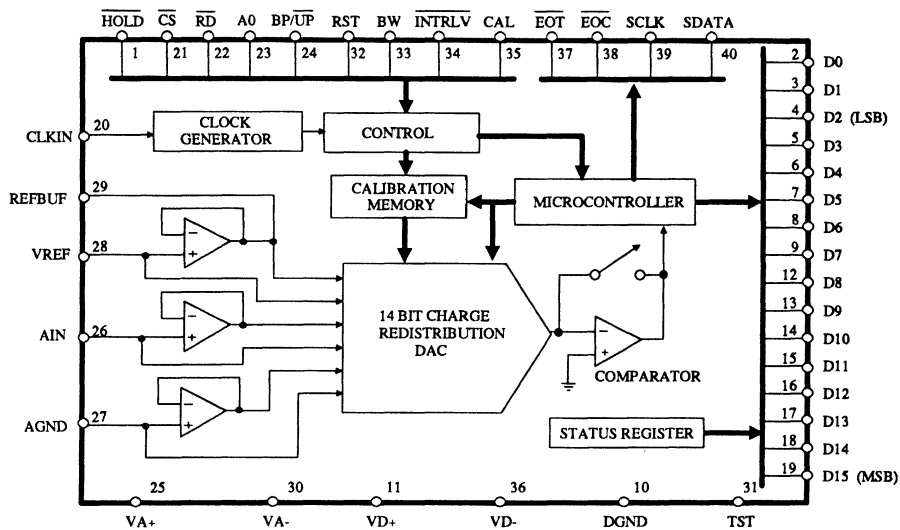 HOLD CS RD A0 BP/UP RST BW INTRLV CAL EOT EOC SCLK SDATA
1 21 22 23 24 32 33 34 35 37 38 39 40
2 D0
3 D1
4 D2 (LSB)
5 D3
6 D4
7 D5
8 D6
9 D7
12 D8
13 D9
14 D10
15 D11
16 D12
17 D13
18 D14
19 D15 (MSB)
CLKIN 20
CLOCK
GENERATOR
CONTROL
REFBUF 29
CALIBRATION
MEMORY
MICROCONTROLLER
VREF 28
− +
AIN 26
− +
AGND 27
− +
14 BIT CHARGE
REDISTRIBUTION
DAC
− +
COMPARATOR
STATUS REGISTER
25 30 11 36 10 31
VA+ VA- VD+ VD- DGND TST